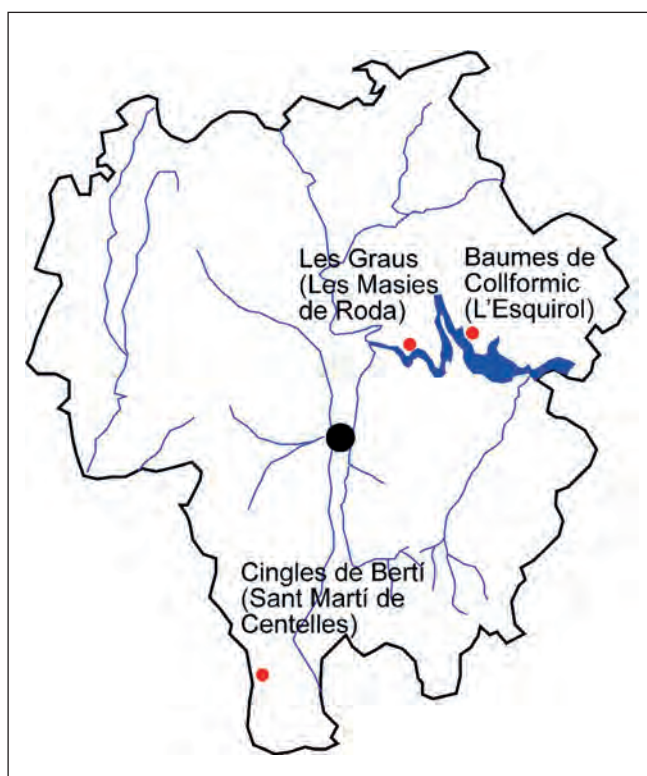 Les Graus
(Les Masies
de Roda)
Baumes de
Collformic
(L'Esquirol)
Cingles de Bertí
(Sant Martí de
Centelles)